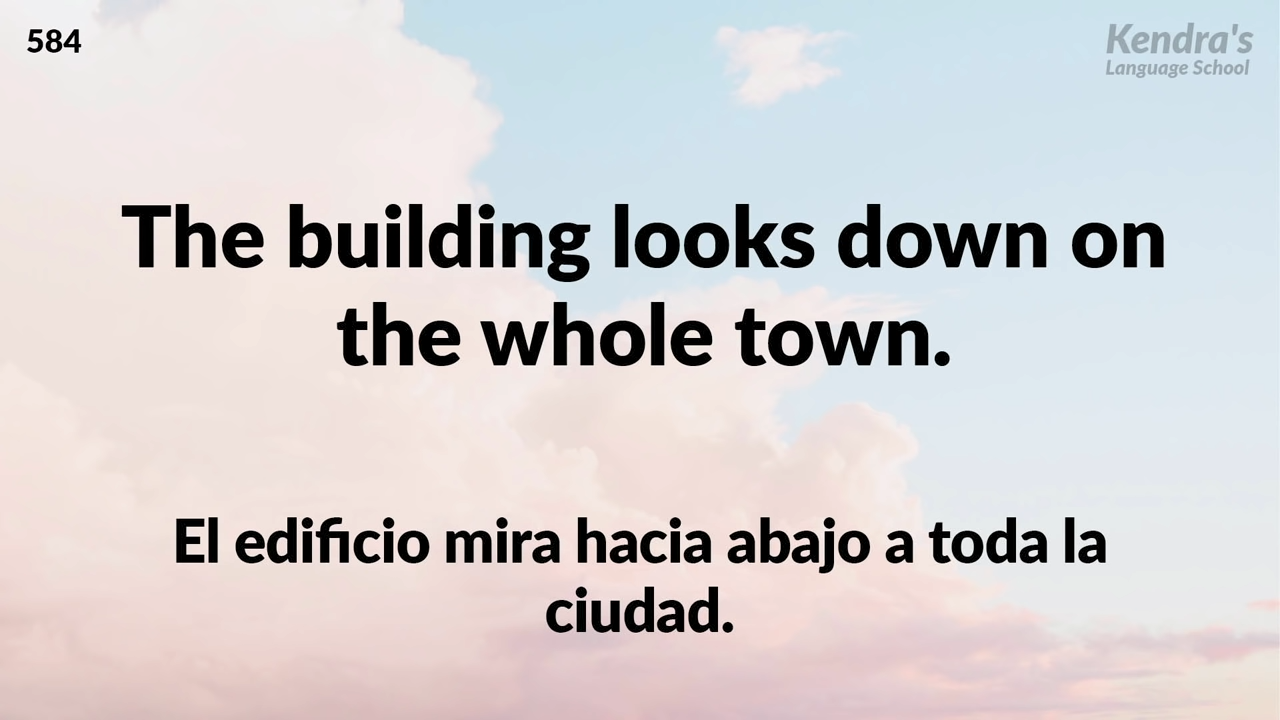 584
Kendra's
Language School
The building looks down on
the whole town.
El edificio mira hacia abajo a toda la
ciudad.